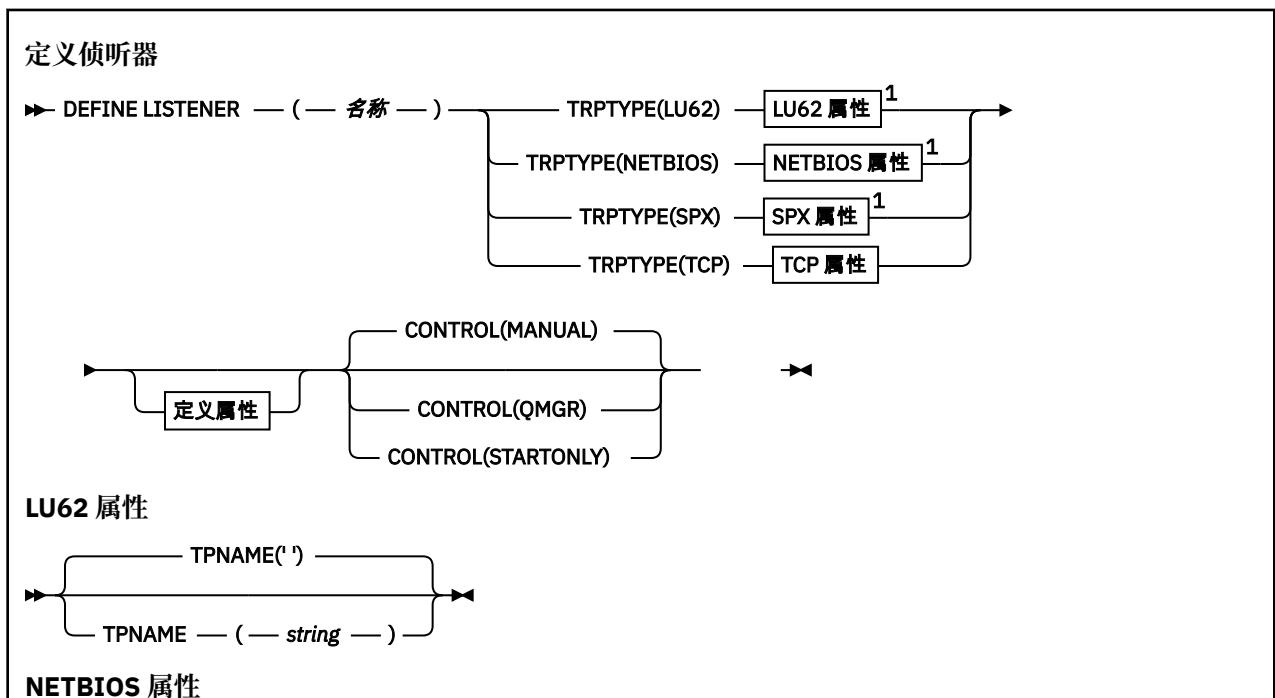 定义侦听器
DEFINE LISTENER ( 名称 ) TRPTYPE(LU62) LU62 属性 1
TRPTYPE(NETBIOS) NETBIOS 属性 1
TRPTYPE(SPX) SPX 属性 1
TRPTYPE(TCP) TCP 属性
CONTROL(MANUAL)
定义属性 CONTROL(QMGR)
CONTROL(STARTONLY)
LU62 属性
TPNAME(' ')
TPNAME ( string )
NETBIOS 属性